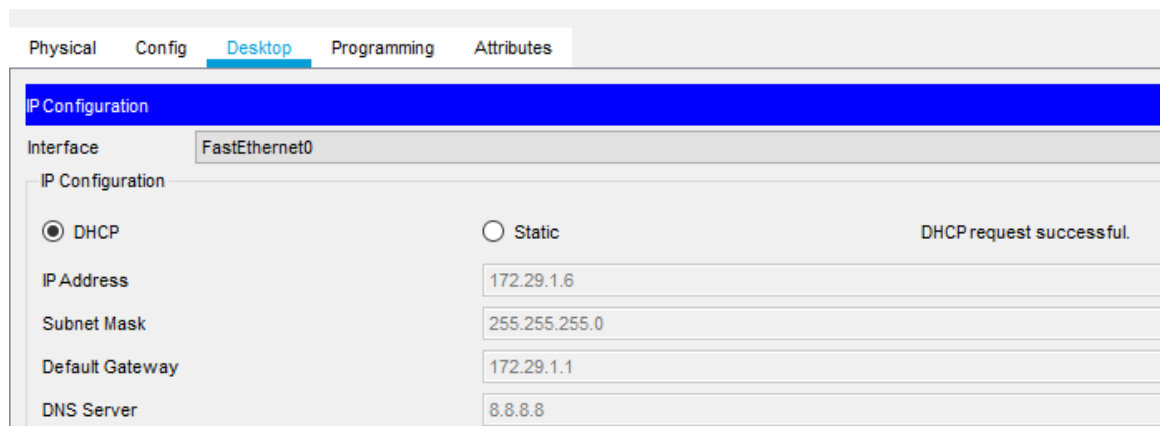 Physical Config Desktop Programming Attributes
IP Configuration
Interface FastEthernet0
IP Configuration
DHCP Static DHCP request successful.
IP Address 172.29.1.6
Subnet Mask 255.255.255.0
Default Gateway 172.29.1.1
DNS Server 8.8.8.8